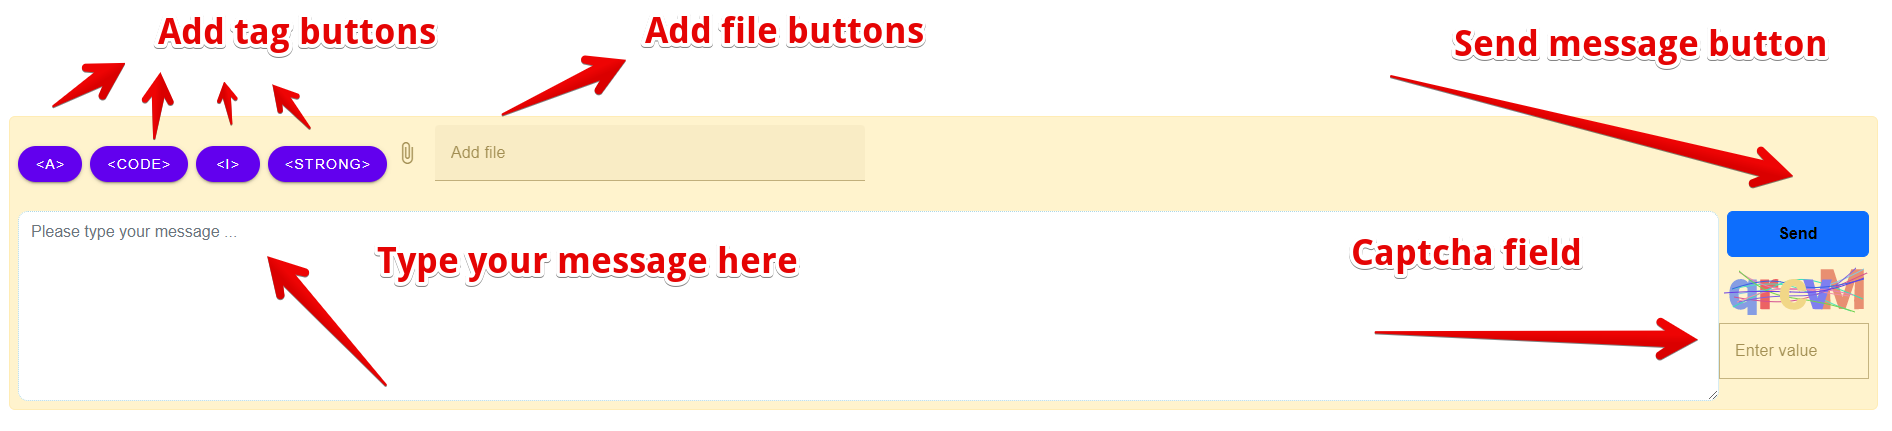 Add tag buttons
Add file buttons
Send message button
<A>
<CODE>
<I>
<STRONG>
Add file
Please type your message ...
Type your message here
Captcha field
Send
qrcvM
Enter value